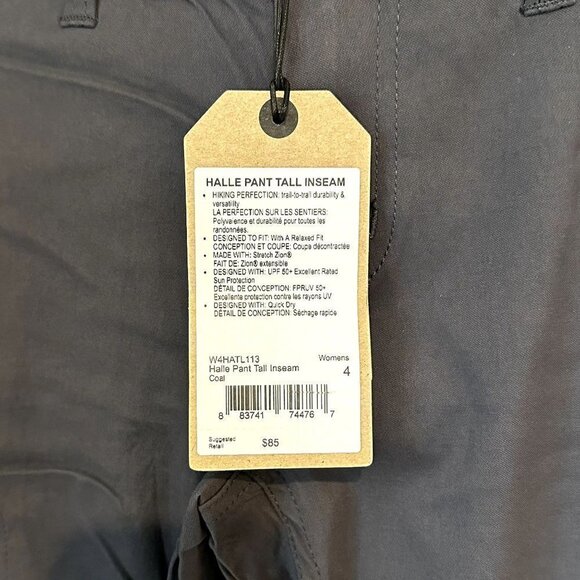 HALLE PANT TALL INSEAM
• HIKING PERFECTION: trail-to-trail durability &
versatility
LA PERFECTION SUR LES SENTIERS:
Polyvalence et durabilité pour toutes les
randonnées.
• DESIGNED TO FIT: With A Relaxed Fit
CONCEPTION ET COUPE: Coupe décontractée
• MADE WITH: Stretch Zion®
FAIT DE: Zion® extensible
• DESIGNED WITH: UPF 50+ Excellent Rated
Sun Protection
DÉTAIL DE CONCEPTION: FPRUV 50+
Excellente protection contre les rayons UV
• DESIGNED WITH: Quick Dry
DÉTAIL DE CONCEPTION: Séchage rapide
W4HATL113 Womens
Halle Pant Tall Inseam 4
Coal
8 83741 74476 7
Suggested
Retail $85